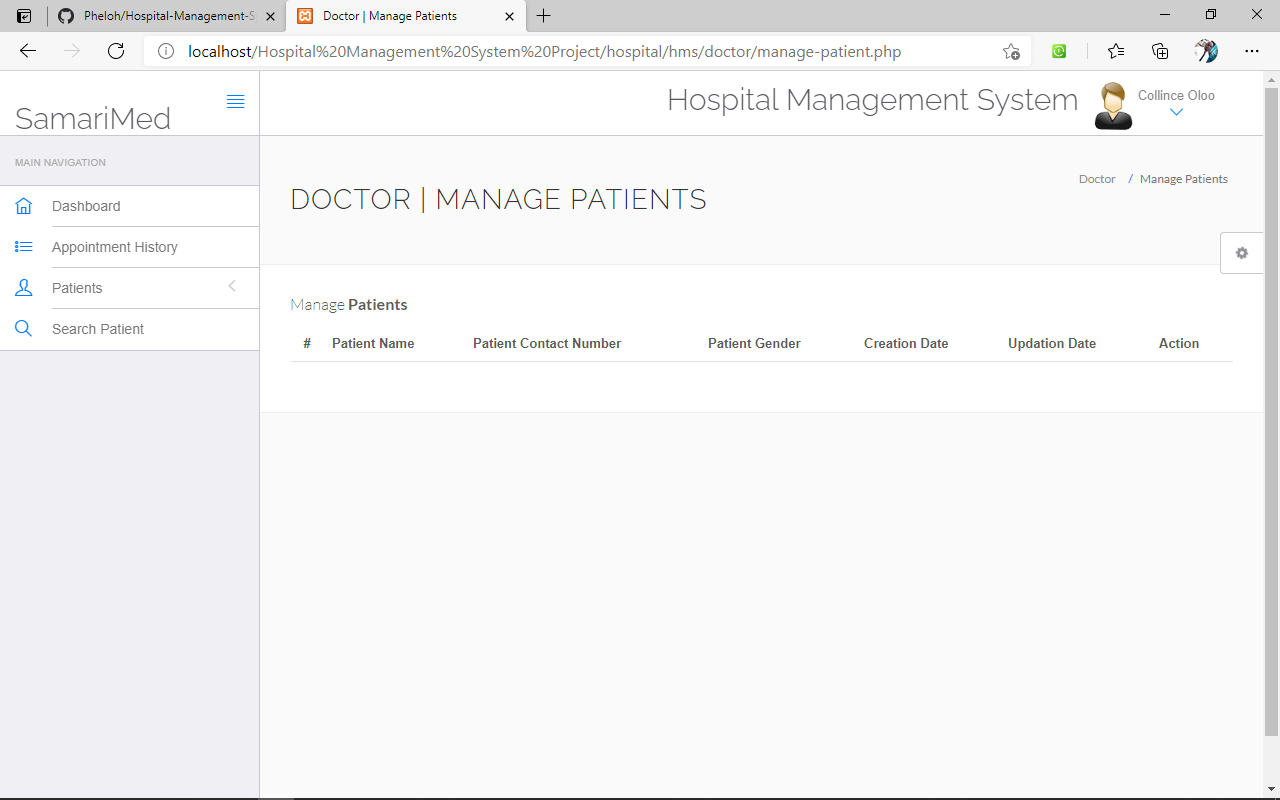 Pheloh/Hospital-Management-S
Doctor | Manage Patients
localhost/Hospital%20Management%20System%20Project/hospital/hms/doctor/manage-patient.php
SamariMed
Hospital Management System
Collince Oloo
MAIN NAVIGATION
Dashboard
Appointment History
Patients
Search Patient
DOCTOR | MANAGE PATIENTS
Doctor / Manage Patients
Manage Patients
# Patient Name Patient Contact Number Patient Gender Creation Date Updation Date Action